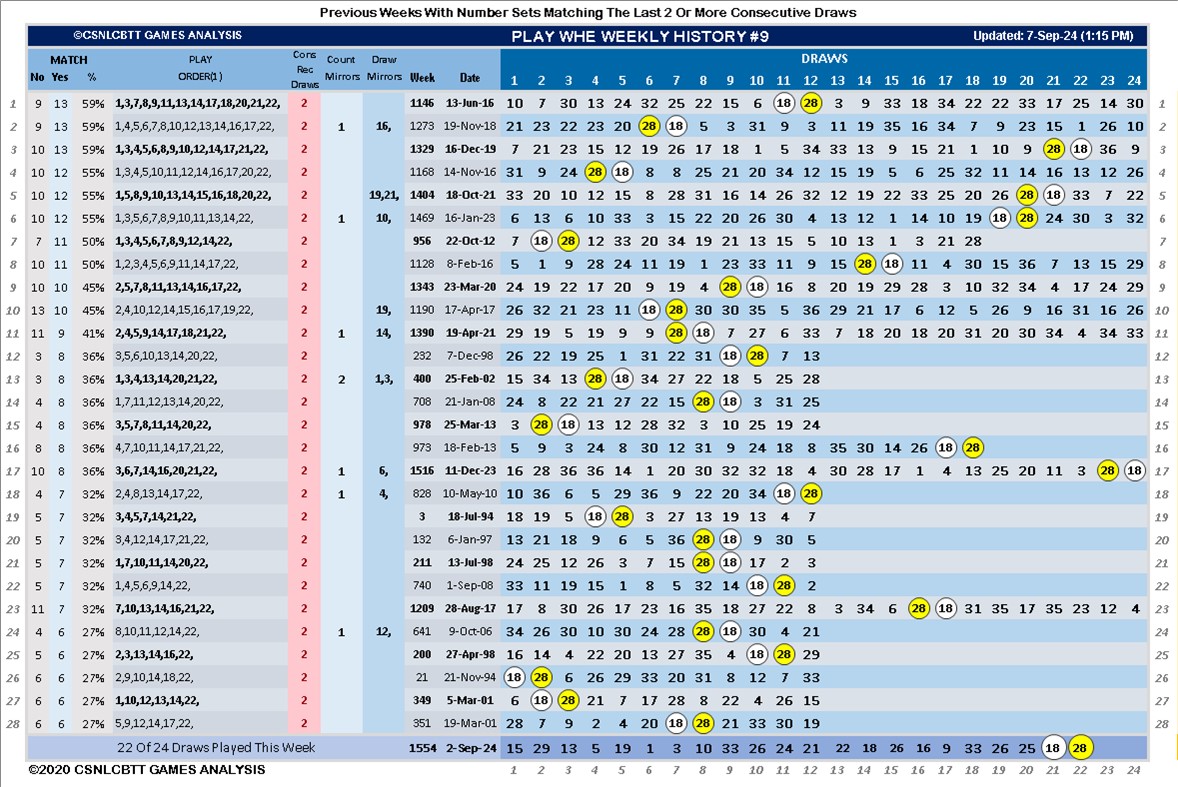 Previous Weeks With Number Sets Matching The Last 2 Or More Consecutive Draws
©CSNLCBTT GAMES ANALYSIS PLAY WHE WEEKLY HISTORY #9 Updated: 7-Sep-24 (1:15 PM)
MATCH PLAY Cons Count Draw DRAWS
No Yes % ORDER(1) Rec Draws Mirrors Mirrors Week Date 1 2 3 4 5 6 7 8 9 10 11 12 13 14 15 16 17 18 19 20 21 22 23 24
1 9 13 59% 1,3,7,8,9,11,13,14,17,18,20,21,22, 2 1146 13-Jun-16 10 7 30 13 24 32 25 22 15 6 18 28 3 9 33 18 34 22 22 33 17 25 14 30 1
2 9 13 59% 1,4,5,6,7,8,10,12,13,14,16,17,22, 2 1 16, 1273 19-Nov-18 21 23 22 23 20 28 18 5 3 31 9 3 11 19 35 16 34 7 9 23 15 1 26 10 2
3 10 13 59% 1,3,4,5,6,8,9,10,12,14,17,21,22, 2 1329 16-Dec-19 7 21 23 15 12 19 26 17 18 1 5 34 33 13 9 15 21 1 10 9 28 18 36 9 3
4 10 12 55% 1,3,4,5,10,11,12,14,16,17,20,22, 2 1168 14-Nov-16 31 9 24 28 18 8 8 25 21 20 34 12 15 19 5 6 25 32 11 14 16 13 12 26 4
5 10 12 55% 1,5,8,9,10,13,14,15,16,18,20,22, 2 19,21, 1404 18-Oct-21 33 20 10 12 15 8 28 31 16 14 26 32 12 19 22 33 25 20 26 28 18 33 7 22 5
6 10 12 55% 1,3,5,6,7,8,9,10,11,13,14,22, 2 1 10, 1469 16-Jan-23 6 13 6 10 33 3 15 22 20 26 30 4 13 12 1 14 10 19 18 28 24 30 3 32 6
7 7 11 50% 1,3,4,5,6,7,8,9,12,14,22, 2 956 22-Oct-12 7 18 28 12 33 20 34 19 21 13 15 5 10 13 1 3 21 28 7
8 10 11 50% 1,2,3,4,5,6,9,11,14,17,22, 2 1128 8-Feb-16 5 1 9 28 24 11 19 1 23 33 11 9 15 28 18 11 4 30 15 36 7 13 15 29 8
9 10 10 45% 2,5,7,8,11,13,14,16,17,22, 2 1343 23-Mar-20 24 19 22 17 20 9 19 4 28 18 16 8 20 19 29 28 3 10 32 34 4 17 24 29 9
10 13 10 45% 2,4,10,12,14,15,16,17,19,22, 2 19, 1190 17-Apr-17 26 32 21 23 11 18 28 30 30 35 5 36 29 21 17 6 12 5 26 9 16 31 16 26 10
11 11 9 41% 2,4,5,9,14,17,18,21,22, 2 1 14, 1390 19-Apr-21 29 19 5 19 9 9 28 18 7 27 6 33 7 18 20 18 20 31 20 30 34 4 34 33 11
12 3 8 36% 3,5,6,10,13,14,20,22, 2 232 7-Dec-98 26 22 19 25 1 31 22 31 18 28 7 13 12
13 3 8 36% 1,3,4,13,14,20,21,22, 2 2 1,3, 400 25-Feb-02 15 34 13 28 18 34 27 22 18 5 25 28 13
14 4 8 36% 1,7,11,12,13,14,20,22, 2 708 21-Jan-08 24 8 22 21 27 22 15 28 18 3 31 25 14
15 4 8 36% 3,5,7,8,11,14,20,22, 2 978 25-Mar-13 3 28 18 13 12 28 32 3 10 25 19 24 15
16 8 8 36% 4,7,10,11,14,17,21,22, 2 973 18-Feb-13 5 9 3 24 8 30 12 31 9 24 18 8 35 30 14 26 18 28 16
17 10 8 36% 3,6,7,14,16,20,21,22, 2 1 6, 1516 11-Dec-23 16 28 36 36 14 1 20 30 32 32 18 4 30 28 17 1 4 13 25 20 11 3 28 18 17
18 4 7 32% 2,4,8,13,14,17,22, 2 1 4, 828 10-May-10 10 36 6 5 29 36 9 22 20 34 18 28 18
19 5 7 32% 3,4,5,7,14,21,22, 2 3 18-Jul-94 18 19 5 18 28 3 27 13 19 13 4 7 19
20 5 7 32% 3,4,12,14,17,21,22, 2 132 6-Jan-97 13 21 18 9 6 5 36 28 18 9 30 5 20
21 5 7 32% 1,7,10,11,14,20,22, 2 211 13-Jul-98 24 25 12 26 3 7 15 28 18 17 2 3 21
22 5 7 32% 1,4,5,6,9,14,22, 2 740 1-Sep-08 33 11 19 15 1 8 5 32 14 18 28 2 22
23 11 7 32% 7,10,13,14,16,21,22, 2 1209 28-Aug-17 17 8 30 26 17 23 16 35 18 27 22 8 3 34 6 28 18 31 35 17 35 23 12 4 23
24 4 6 27% 8,10,11,12,14,22, 2 1 12, 641 9-Oct-06 34 26 30 10 30 24 28 28 18 30 4 21 24
25 5 6 27% 2,3,13,14,16,22, 2 200 27-Apr-98 16 14 4 22 20 13 27 35 4 18 28 29 25
26 6 6 27% 2,9,10,14,18,22, 2 21 21-Nov-94 18 28 6 26 29 33 20 31 8 12 7 33 26
27 6 6 27% 1,10,12,13,14,22, 2 349 5-Mar-01 6 18 28 21 7 17 28 8 22 4 26 15 27
28 6 6 27% 5,9,12,14,17,22, 2 351 19-Mar-01 28 7 9 2 4 20 18 28 21 33 30 19 28
22 Of 24 Draws Played This Week 1554 2-Sep-24 15 29 13 5 19 1 3 10 33 26 24 21 22 18 26 16 9 33 26 25 18 28
©2020 CSNLCBTT GAMES ANALYSIS 1 2 3 4 5 6 7 8 9 10 11 12 13 14 15 16 17 18 19 20 21 22 23 24